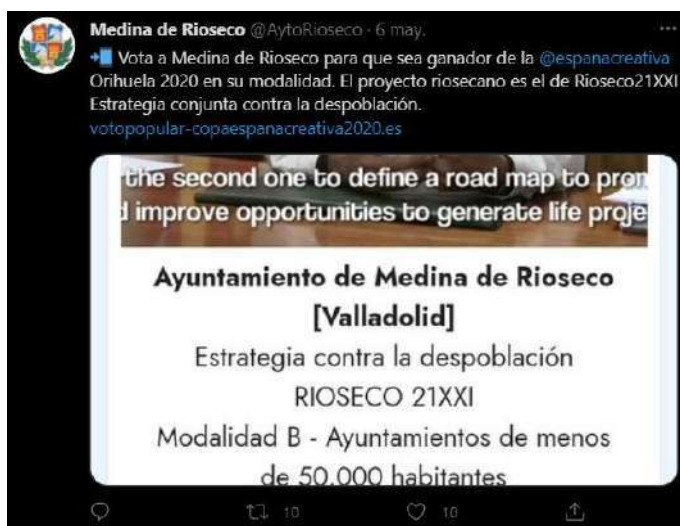 Medina de Rioseco @AytoRioseco · 6 may.
Vota a Medina de Rioseco para que sea ganador de la @espanacreativa
Orihuela 2020 en su modalidad. El proyecto riosecano es el de Rioseco21XXI
Estrategia conjunta contra la despoblación.
votopopular-copaespanacreativa2020.es
the second one to define a road map to pron
d improve opportunities to generate life proje
Ayuntamiento de Medina de Rioseco
[Valladolid]
Estrategia contra la despoblación
RIOSECO 21XXI
Modalidad B - Ayuntamientos de menos
de 50.000 habitantes
10 10